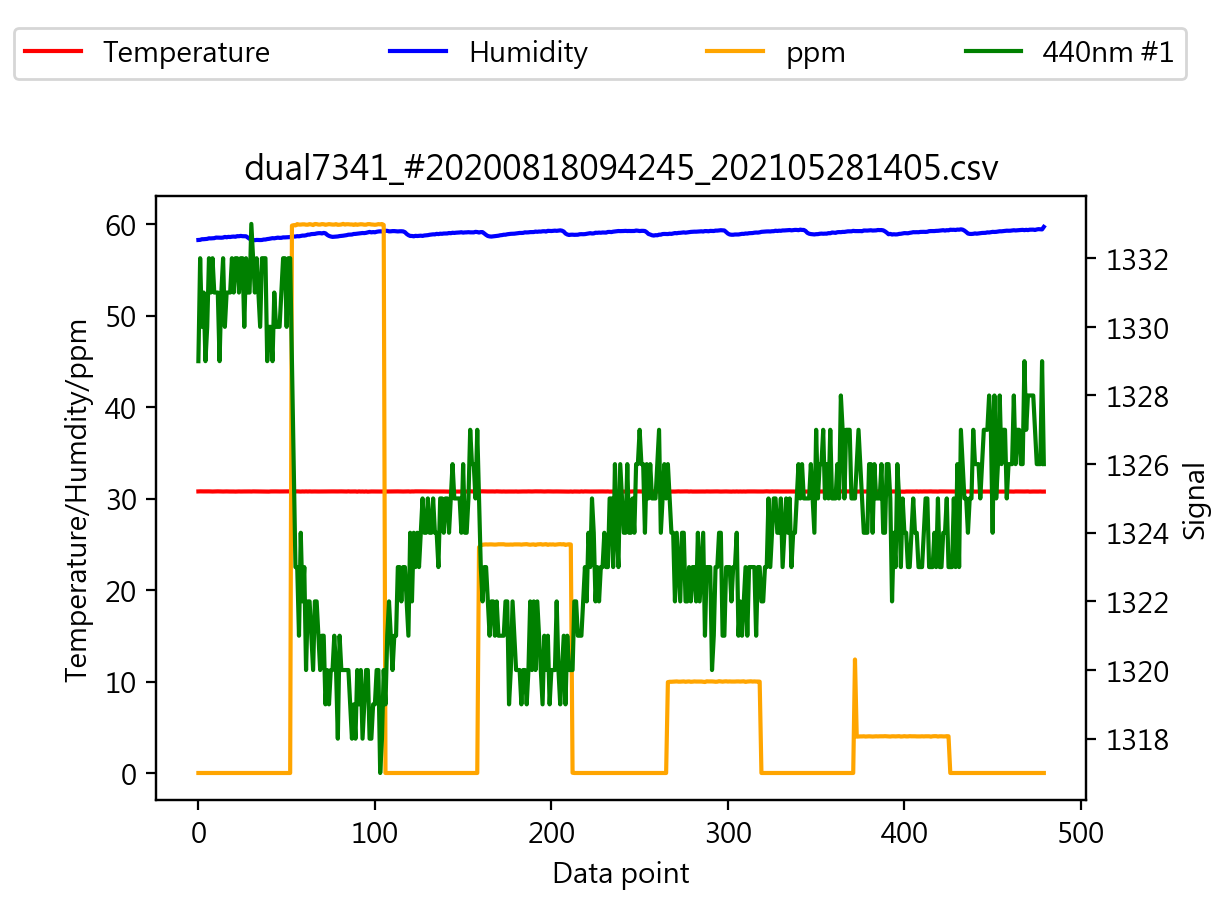 Temperature Humidity ppm 440nm #1
dual7341_#20200818094245_202105281405.csv
Temperature/Humdity/ppm
60
50
40
30
20
10
0
1332
1330
1328
1326
1324
1322
1320
1318
Signal
0 100 200 300 400 500
Data point